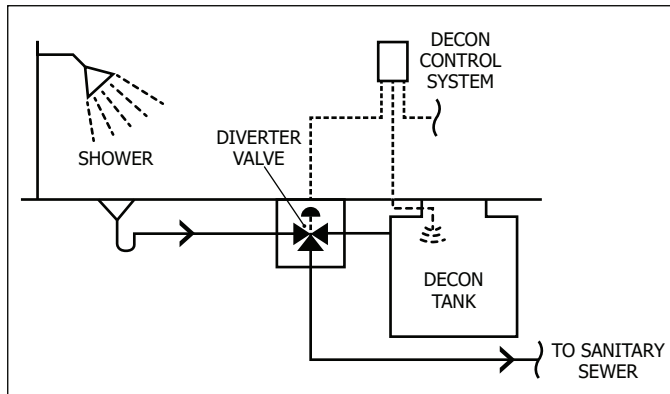 DECON
CONTROL
SYSTEM
SHOWER
DIVERTER
VALVE
DECON
TANK
TO SANITARY
SEWER